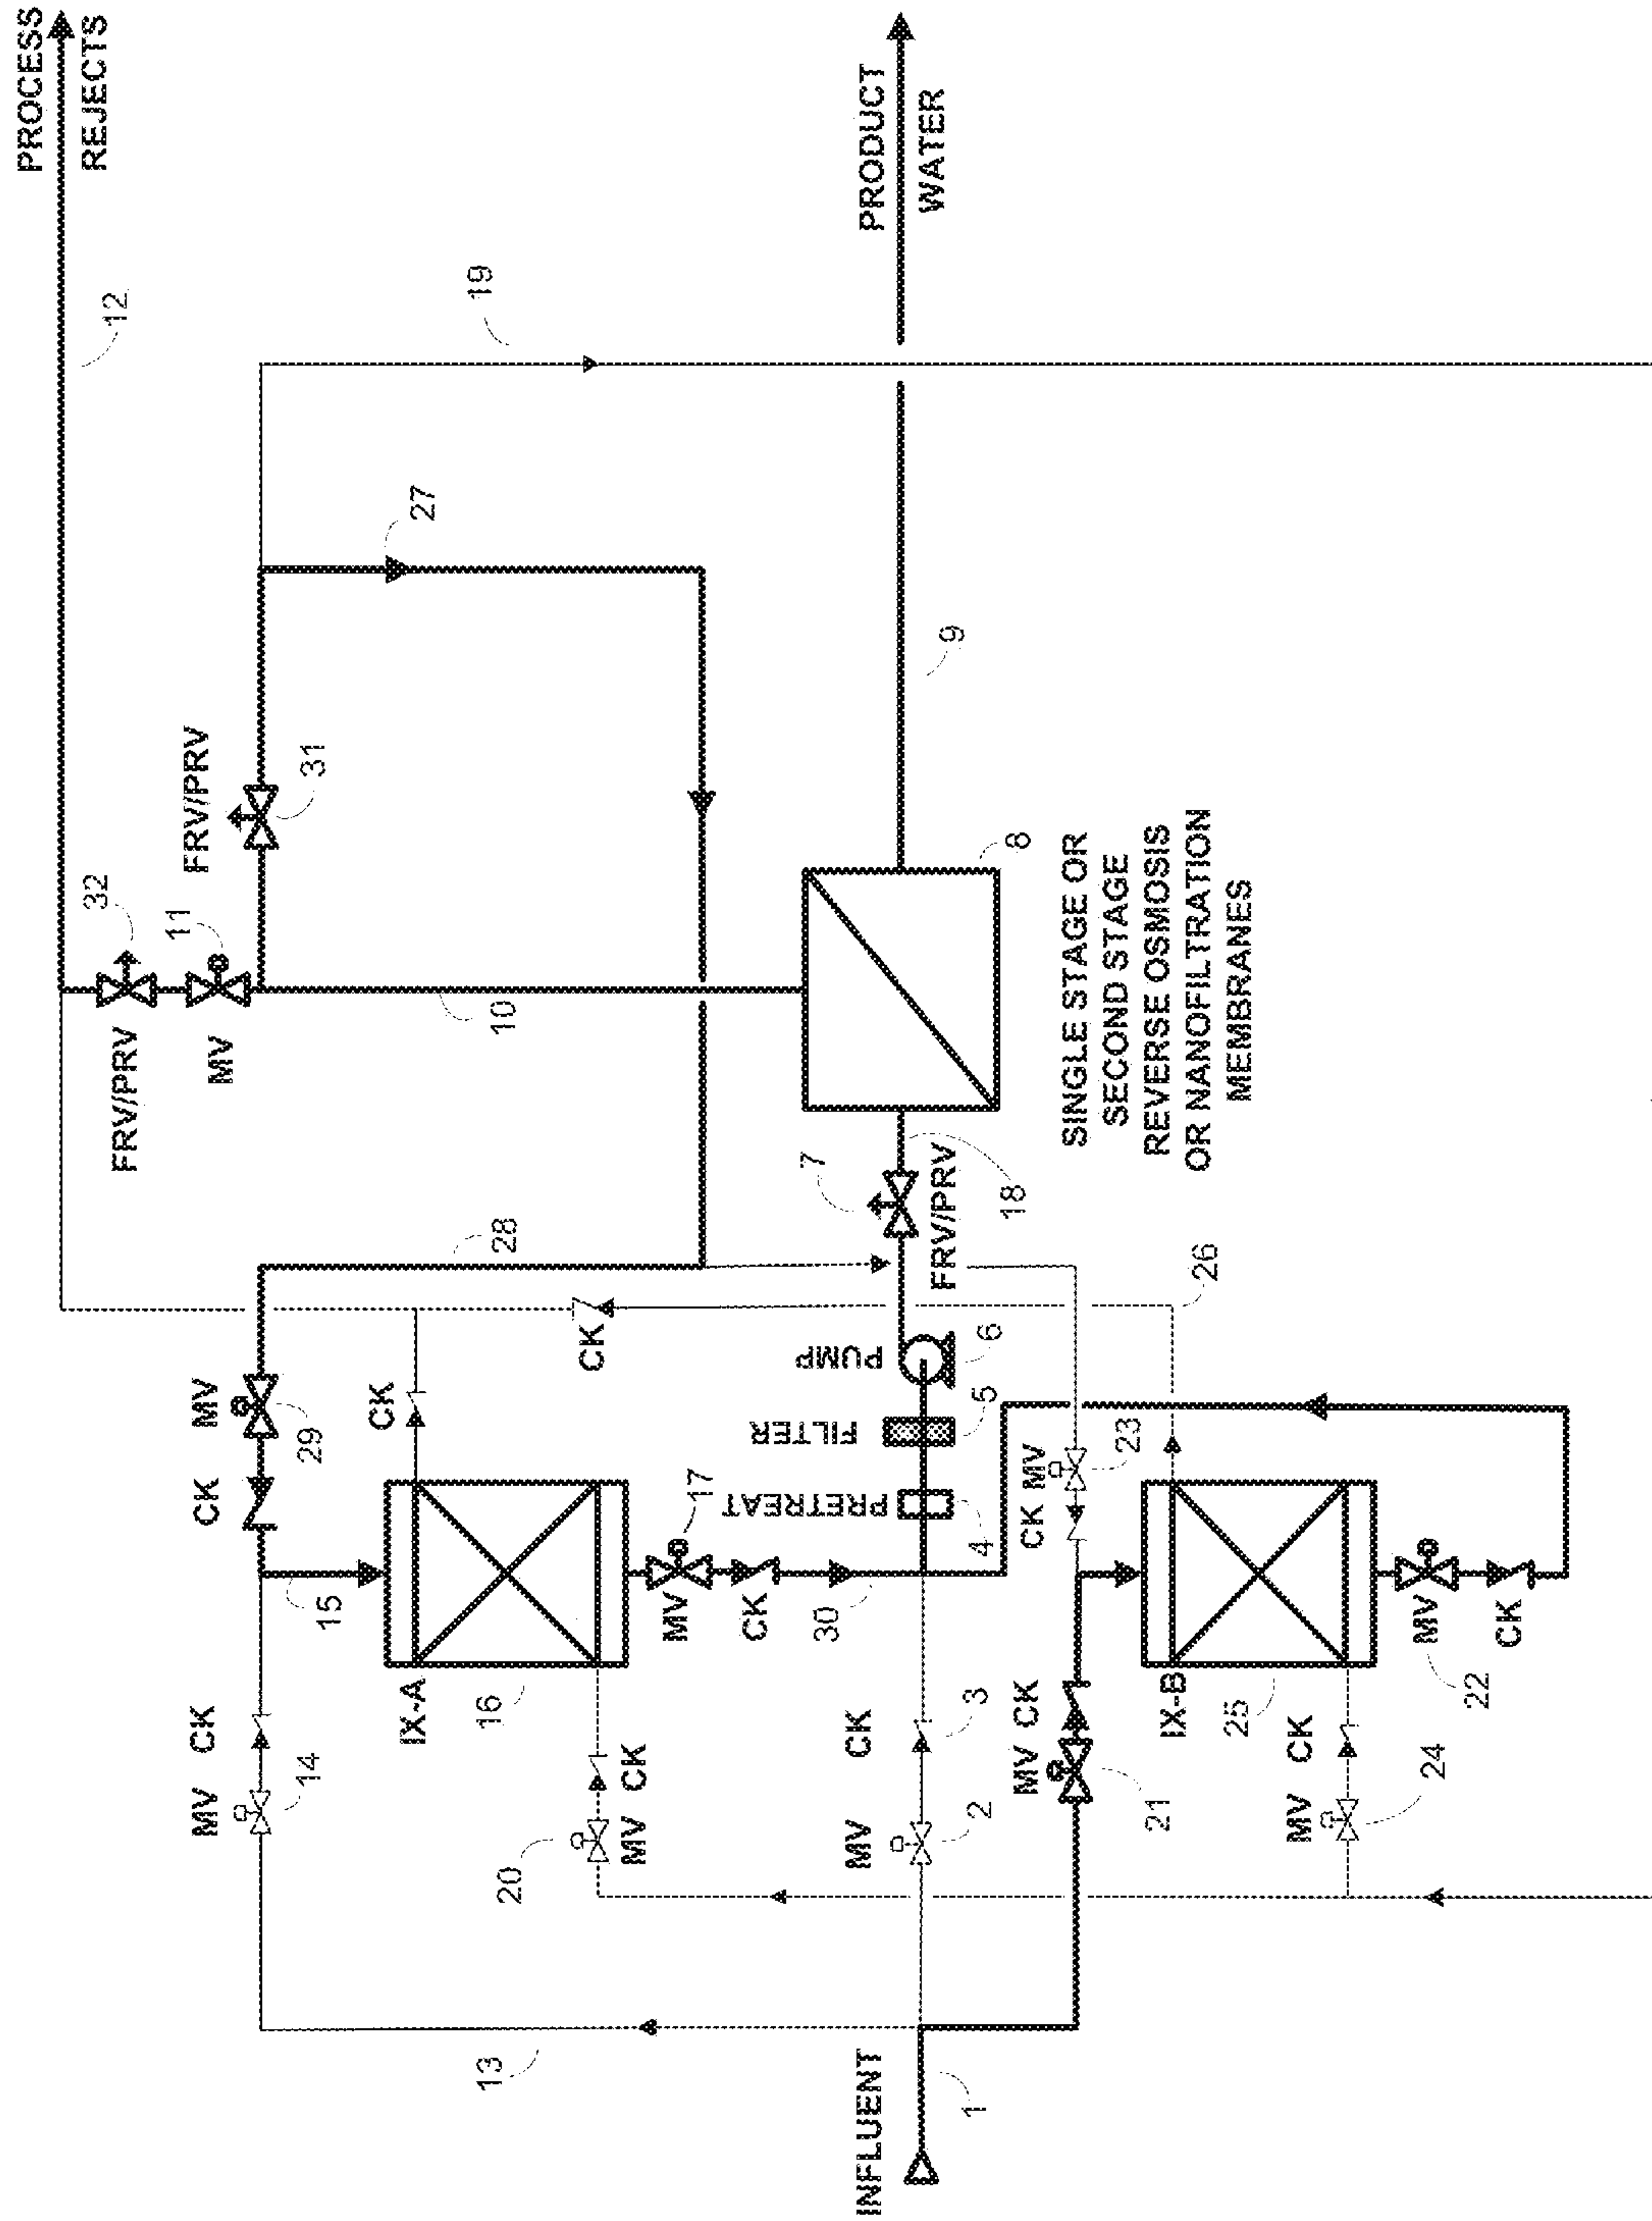 PROCESS
REJECTS
12
PRODUCT
WATER
19
27
9
FRV/PRV
31
32
11
FRV/PRV
MV
10
8
SINGLE STAGE OR
SECOND STAGE
REVERSE OSMOSIS
OR NANOFILTRATION
MEMBRANES
7
FRV/PRV
18
28
26
CK
PUMP
6
MV
29
CK
FILTER
5
CK
MV
23
CK
17
PRETREAT
4
15
MV
CK
30
MV
CK
22
IX-A
16
IX-B
25
MV CK
14
MV
CK
20
MV
CK
3
2
MV CK
21
MV CK
24
13
INFLUENT
1